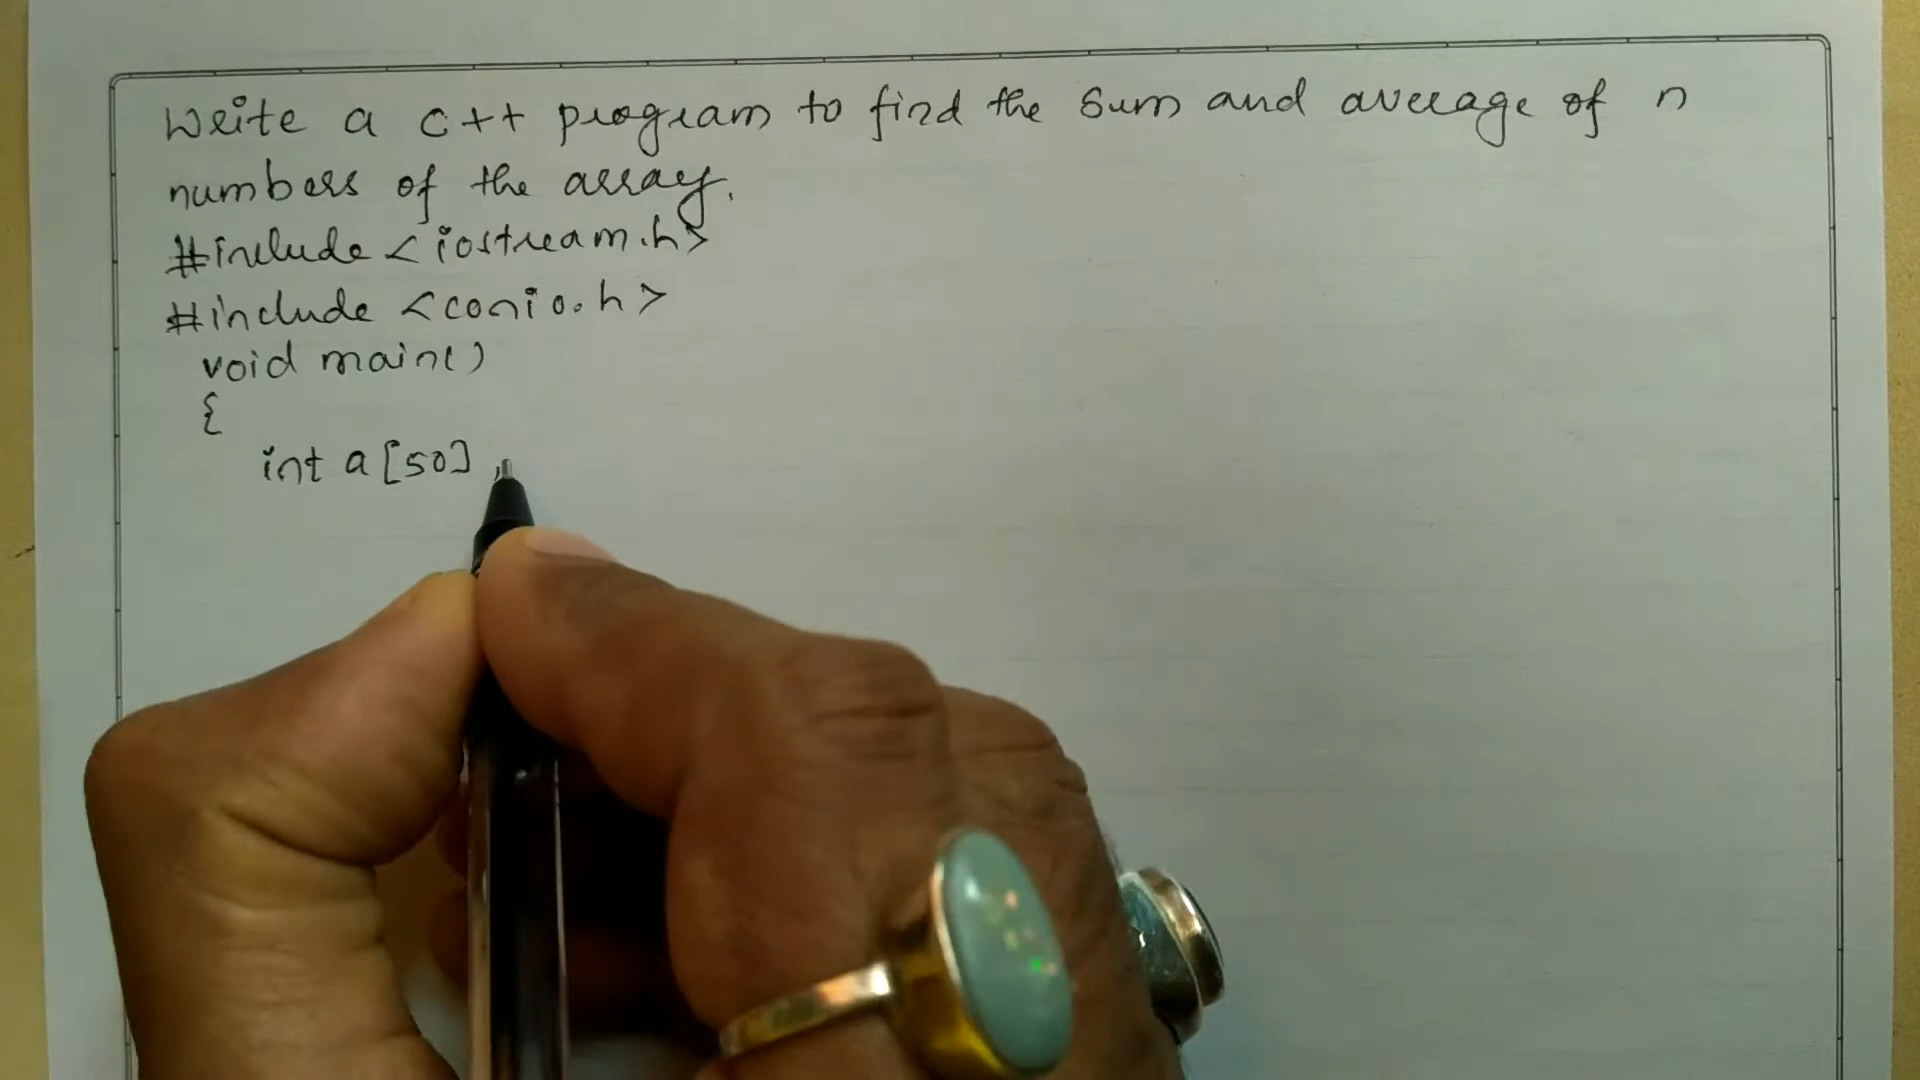 Write a c++ program to find the sum and average of n
numbers of the array.
#include <iostream.h>
#include <conio.h>
void main()
{
int a[50],